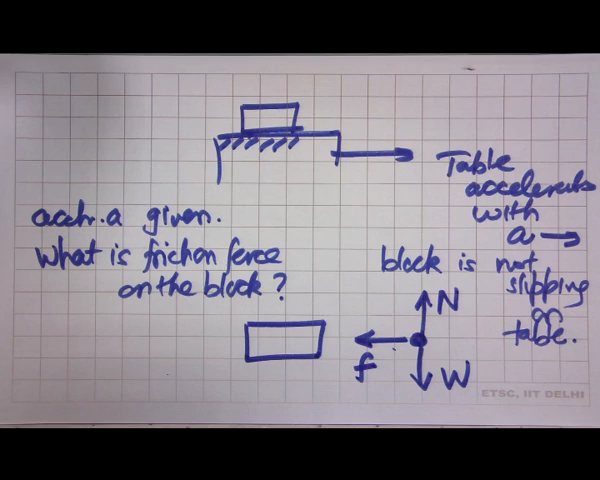 Table
accelerates
with
a
acch. a given.
What is friction force
on the block?
block is not
slipping
on
table.
N
f
W
ETSC, IIT DELHI